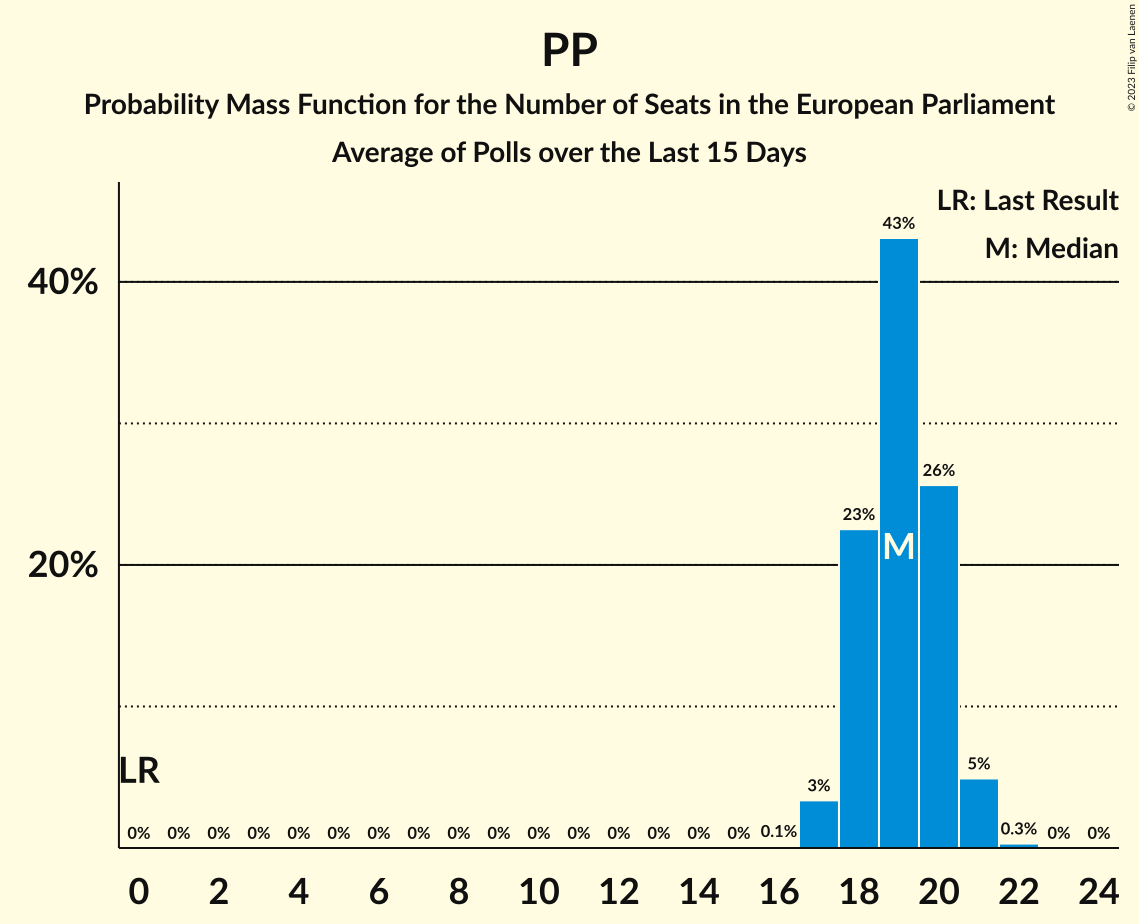 © 2023 Filip van Laenen
PP
Probability Mass Function for the Number of Seats in the European Parliament
Average of Polls over the Last 15 Days
LR: Last Result
M: Median
43%
40%
26%
23%
M
20%
LR
5%
3%
0% 0% 0% 0% 0% 0% 0% 0% 0% 0% 0% 0% 0% 0% 0% 0% 0.1% 0.3% 0% 0%
0 2 4 6 8 10 12 14 16 18 20 22 24